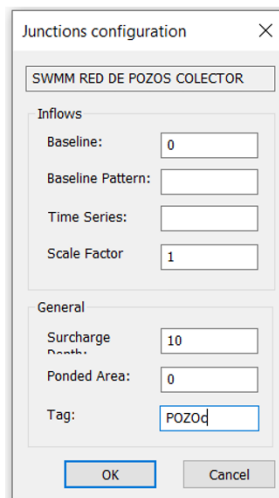 Junctions configuration
SWMM RED DE POZOS COLECTOR
Inflows
Baseline: 0
Baseline Pattern:
Time Series:
Scale Factor 1
General
Surcharge 10
Depth:
Ponded Area: 0
Tag: POZOc
OK Cancel